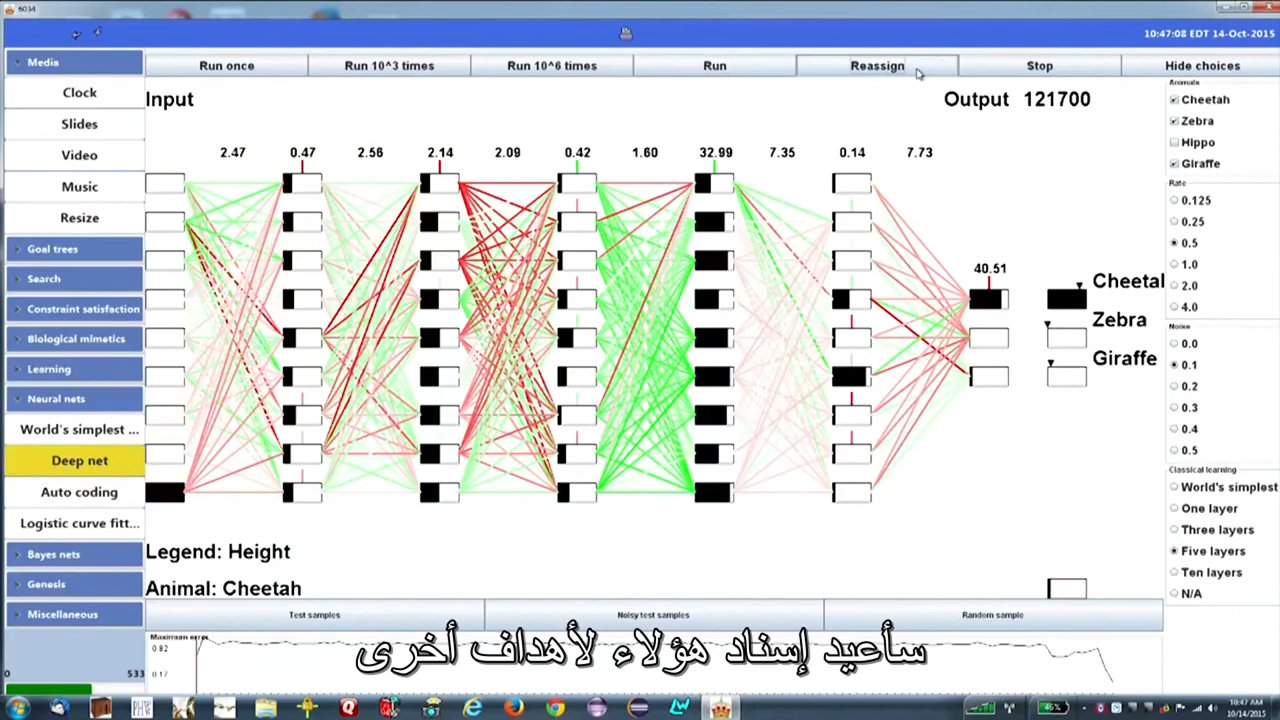 6034
10:47:08 EDT 14-Oct-2015
Media
Run once
Run 10^3 times
Run 10^6 times
Run
Reassign
Stop
Hide choices
Clock
Slides
Video
Music
Resize
Goal trees
Search
Constraint satisfaction
Biological mimetics
Learning
Neural nets
World's simplest ...
Deep net
Auto coding
Logistic curve fitt...
Bayes nets
Genesis
Miscellaneous
0
533
Input
Output 121700
2.47
0.47
2.56
2.14
2.09
0.42
1.60
32.99
7.35
0.14
7.73
40.51
Cheetal
Zebra
Giraffe
Legend: Height
Animal: Cheetah
Test samples
Noisy test samples
Random sample
Maximum error
0.82
0.17
Animals
Cheetah
Zebra
Hippo
Giraffe
Rate
0.125
0.25
0.5
1.0
2.0
4.0
Noise
0.0
0.1
0.2
0.3
0.4
0.5
Classical learning
World's simplest
One layer
Three layers
Five layers
Ten layers
N/A
سأعيد إسناد هؤلاء لأهداف أخرى
46%
10:47 AM
10/14/2015